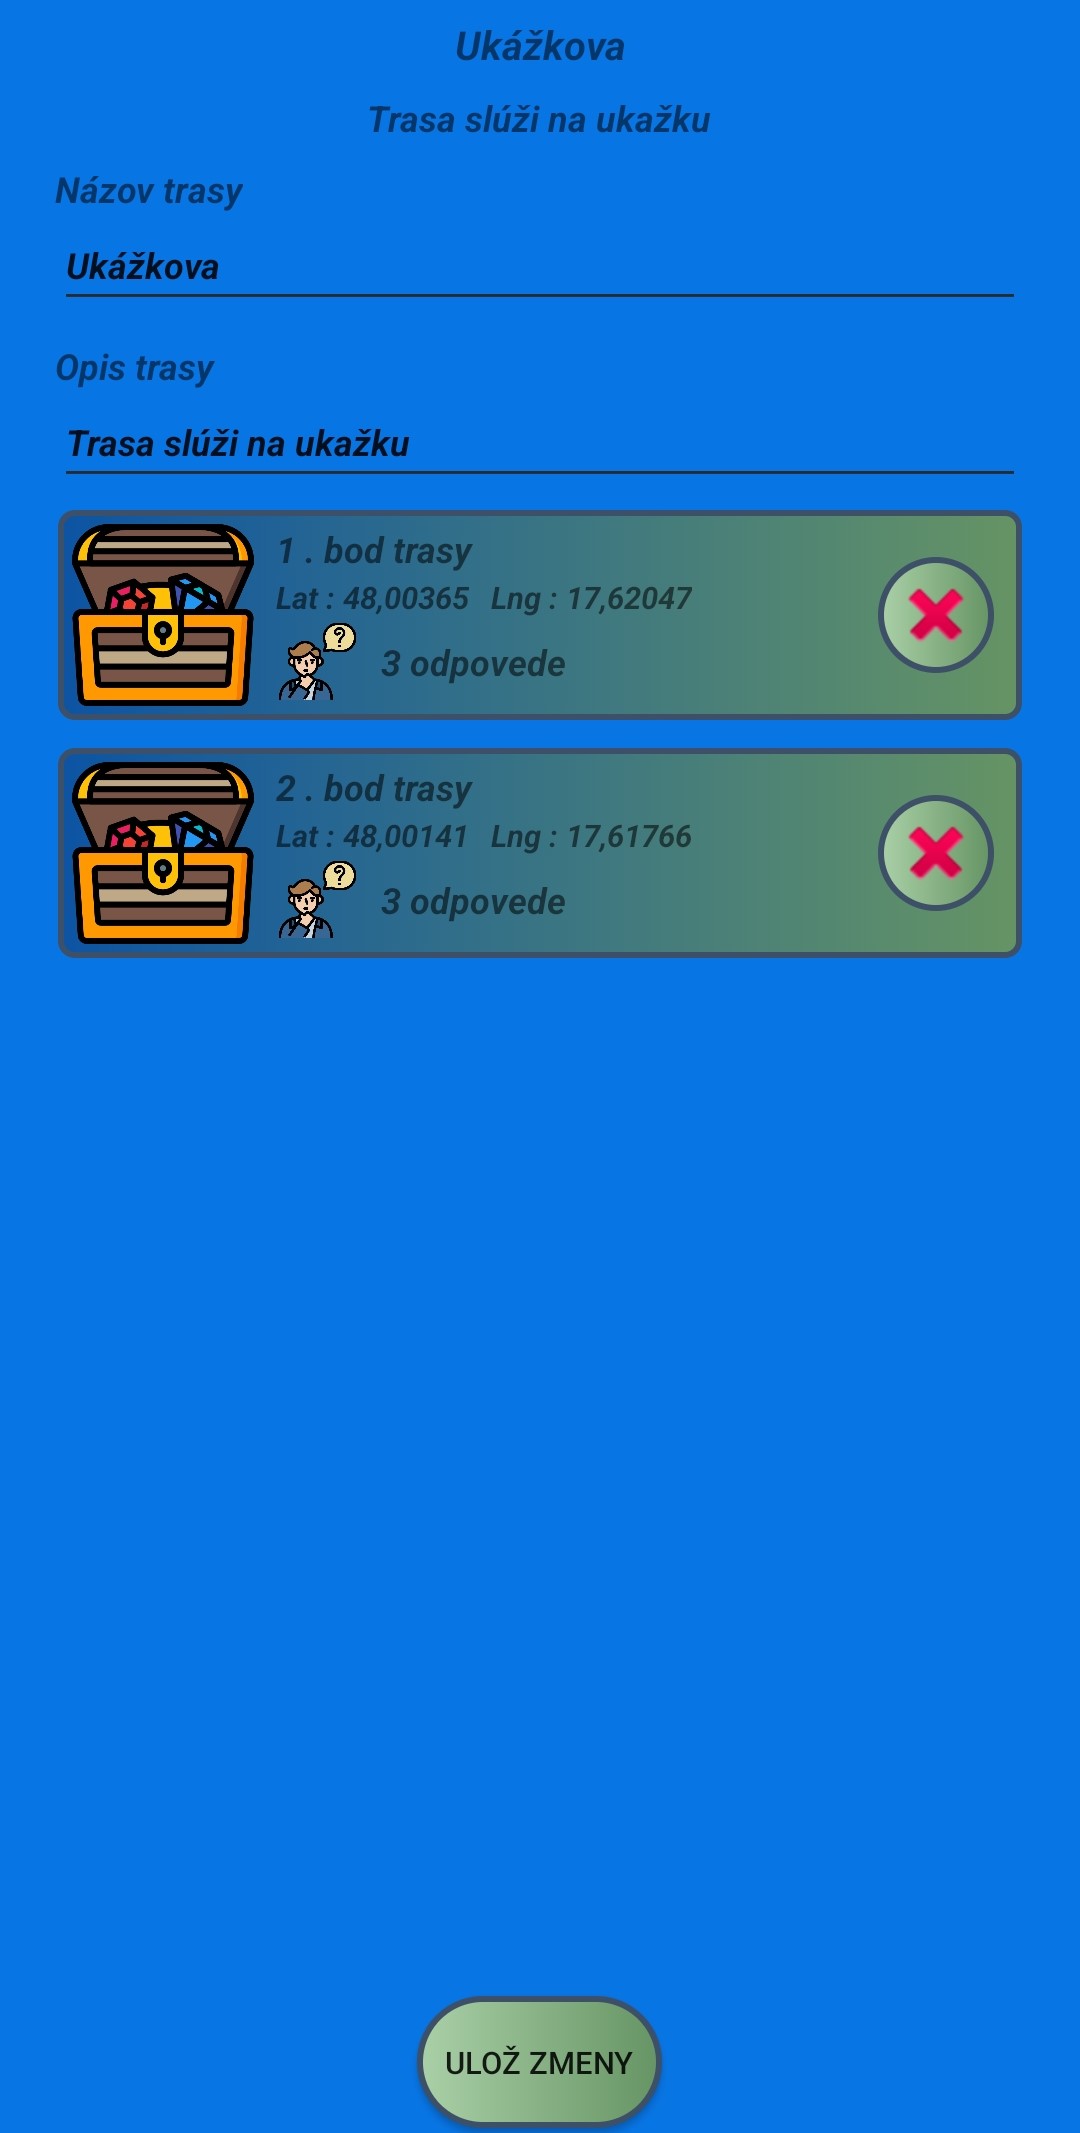 Ukážkova
Trasa slúži na ukažku
Názov trasy
Ukážkova
Opis trasy
Trasa slúži na ukažku
1 . bod trasy
Lat : 48,00365 Lng : 17,62047
?
3 odpovede
2 . bod trasy
Lat : 48,00141 Lng : 17,61766
?
3 odpovede
ULOŽ ZMENY